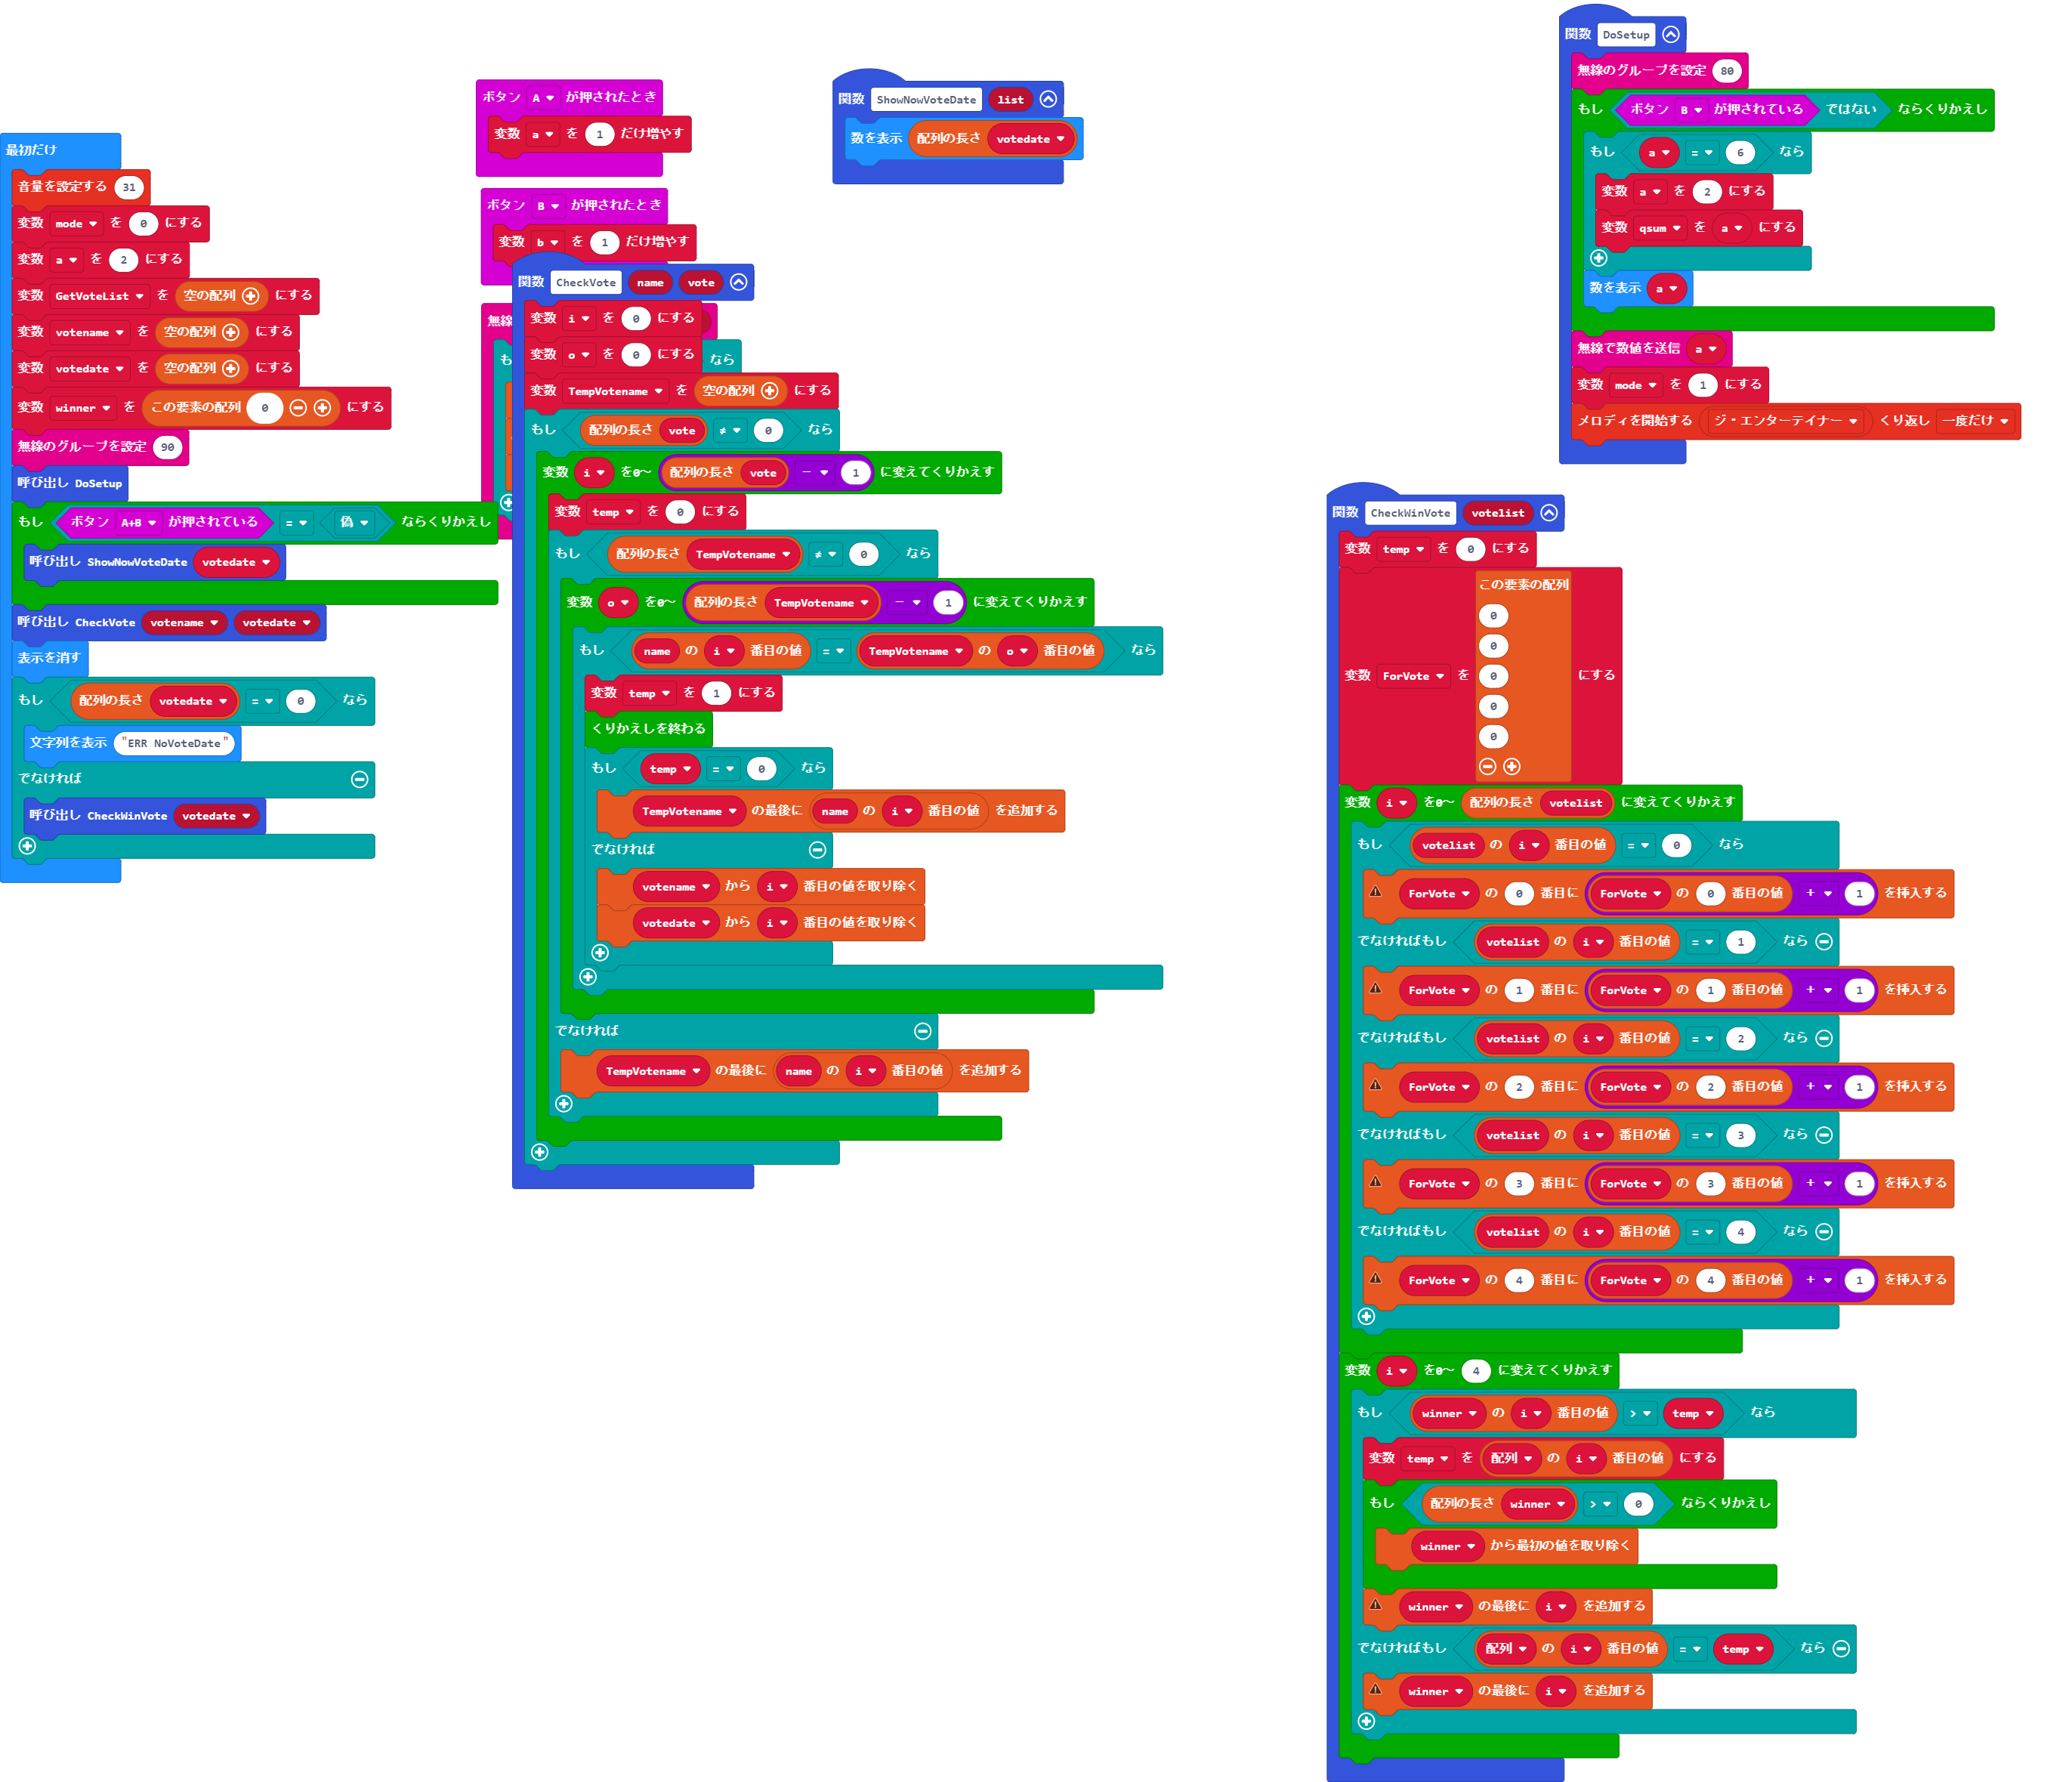 最初だけ
音量を設定する 31
変数 mode を 0 にする
変数 a を 2 にする
変数 GetVoteList を 空の配列 にする
変数 votename を 空の配列 にする
変数 votedate を 空の配列 にする
変数 winner を この要素の配列 0 にする
無線のグループを設定 90
呼び出し DoSetup
もし ボタン A+B が押されている = 偽 ならくりかえし
呼び出し ShowNowVoteDate votedate
呼び出し CheckVote votename votedate
表示を消す
もし 配列の長さ votedate = 0 なら
文字列を表示 "ERR NoVoteDate"
でなければ
呼び出し CheckWinVote votedate
ボタン A が押されたとき
変数 a を 1 だけ増やす
ボタン B が押されたとき
変数 b を 1 だけ増やす
無線
も なら
関数 CheckVote name vote
変数 i を 0 にする
変数 o を 0 にする
変数 TempVotename を 空の配列 にする
もし 配列の長さ vote ≠ 0 なら
変数 i を0〜 配列の長さ vote - 1 に変えてくりかえす
変数 temp を 0 にする
もし 配列の長さ TempVotename ≠ 0 なら
変数 o を0〜 配列の長さ TempVotename - 1 に変えてくりかえす
もし name の i 番目の値 = TempVotename の o 番目の値 なら
変数 temp を 1 にする
くりかえしを終わる
もし temp = 0 なら
TempVotename の最後に name の i 番目の値 を追加する
でなければ
votename から i 番目の値を取り除く
votedate から i 番目の値を取り除く
でなければ
TempVotename の最後に name の i 番目の値 を追加する
関数 ShowNowVoteDate list
数を表示 配列の長さ votedate
関数 DoSetup
無線のグループを設定 80
もし ボタン B が押されている ではない ならくりかえし
もし a = 6 なら
変数 a を 2 にする
変数 qsum を a にする
数を表示 a
無線で数値を送信 a
変数 mode を 1 にする
メロディを開始する ジ・エンターテイナー くり返し 一度だけ
関数 CheckWinVote votelist
変数 temp を 0 にする
変数 ForVote を この要素の配列 0 0 0 0 0 にする
変数 i を0〜 配列の長さ votelist に変えてくりかえす
もし votelist の i 番目の値 = 0 なら
ForVote の 0 番目に ForVote の 0 番目の値 + 1 を挿入する
でなければもし votelist の i 番目の値 = 1 なら
ForVote の 1 番目に ForVote の 1 番目の値 + 1 を挿入する
でなければもし votelist の i 番目の値 = 2 なら
ForVote の 2 番目に ForVote の 2 番目の値 + 1 を挿入する
でなければもし votelist の i 番目の値 = 3 なら
ForVote の 3 番目に ForVote の 3 番目の値 + 1 を挿入する
でなければもし votelist の i 番目の値 = 4 なら
ForVote の 4 番目に ForVote の 4 番目の値 + 1 を挿入する
変数 i を0〜 4 に変えてくりかえす
もし winner の i 番目の値 > temp なら
変数 temp を 配列 の i 番目の値 にする
もし 配列の長さ winner > 0 ならくりかえし
winner から最初の値を取り除く
winner の最後に i を追加する
でなければもし 配列 の i 番目の値 = temp なら
winner の最後に i を追加する